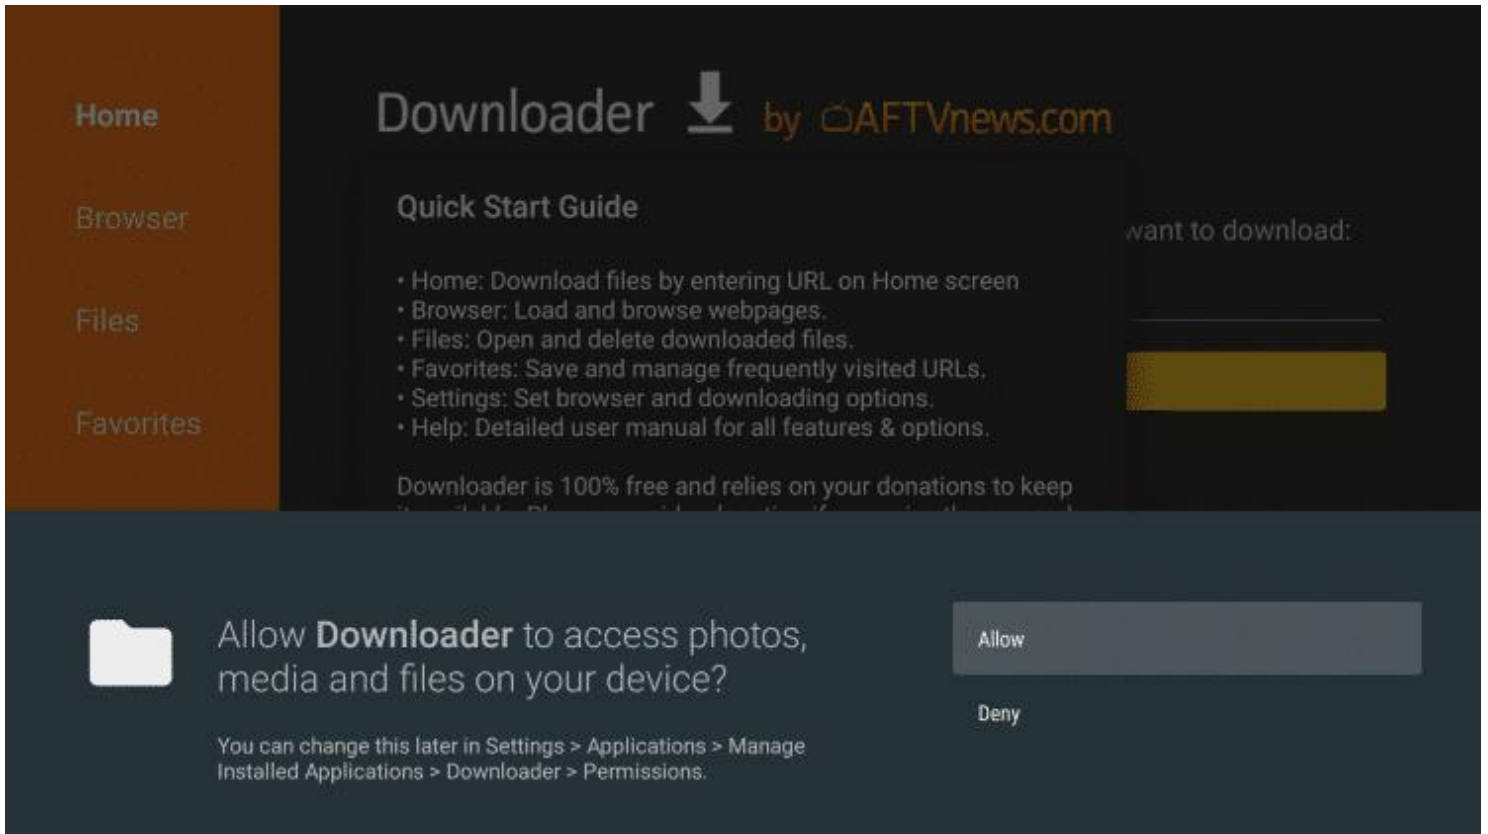 Home
Browser
Files
Favorites
Downloader by AFTVnews.com
Quick Start Guide
want to download:
• Home: Download files by entering URL on Home screen
• Browser: Load and browse webpages.
• Files: Open and delete downloaded files.
• Favorites: Save and manage frequently visited URLs.
• Settings: Set browser and downloading options.
• Help: Detailed user manual for all features & options.
Downloader is 100% free and relies on your donations to keep
Allow Downloader to access photos,
media and files on your device?
You can change this later in Settings > Applications > Manage
Installed Applications > Downloader > Permissions.
Allow
Deny